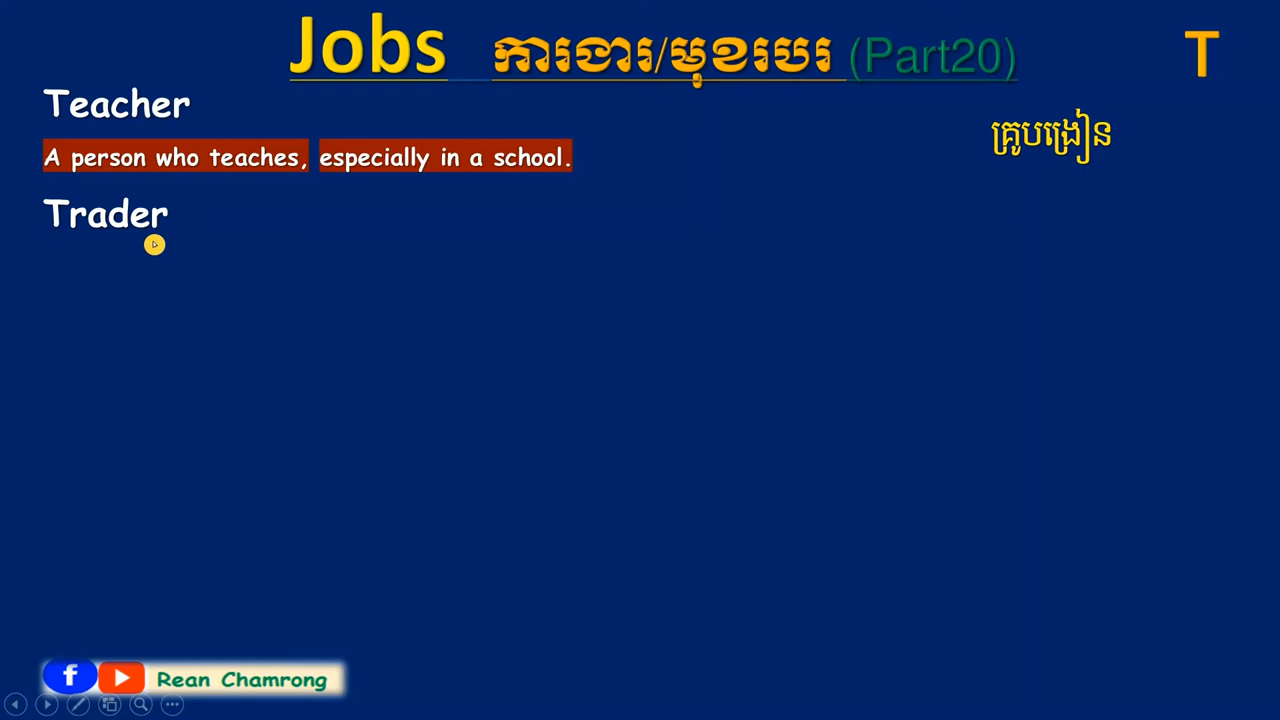 Jobs ការងារ/មុខរបរ (Part20) T
Teacher
គ្រូបង្រៀន
A person who teaches, especially in a school.
Trader
f Rean Chamrong